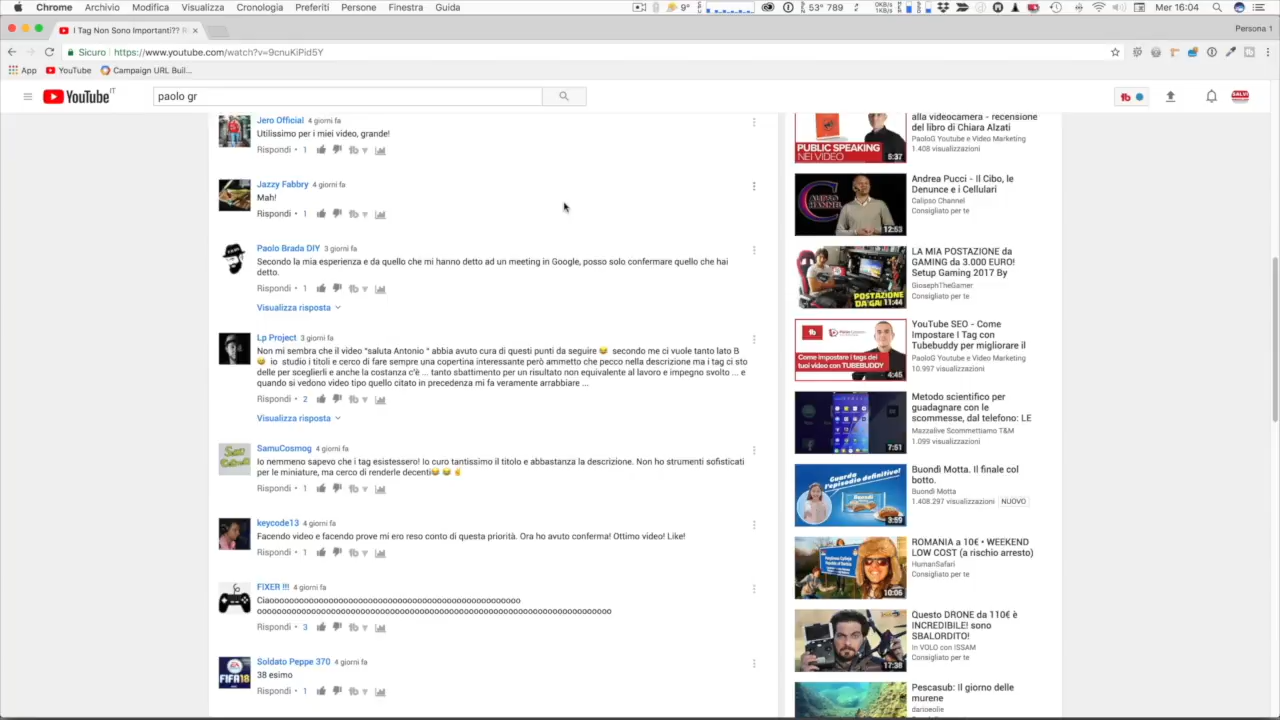 Chrome Archivio Modifica Visualizza Cronologia Preferiti Persone Finestra Guida
9° 53° 789 0KB/s 1KB/s Mer 16:04
I Tag Non Sono Importanti?? R
Persona 1
Sicuro https://www.youtube.com/watch?v=9cnuKiPid5Y
App YouTube Campaign URL Buil...
YouTube IT
paolo gr
Jero Official 4 giorni fa
Utilissimo per i miei video, grande!
Rispondi • 1
Jazzy Fabbry 4 giorni fa
Mah!
Rispondi • 1
Paolo Brada DIY 3 giorni fa
Secondo la mia esperienza e da quello che mi hanno detto ad un meeting in Google, posso solo confermare quello che hai
detto.
Rispondi • 1
Visualizza risposta
Lp Project 3 giorni fa
Non mi sembra che il video "saluta Antonio " abbia avuto cura di questi punti da seguire 😂 secondo me ci vuole tanto lato B
😂 io studio i titoli e cerco di fare sempre una copertina interessante però ammetto che pecco nella descrizione ma i tag ci sto
delle per sceglierli e anche la costanza c'è ... tanto sbattimento per un risultato non equivalente al lavoro e impegno svolto ... e
quando si vedono video tipo quello citato in precedenza mi fa veramente arrabbiare ...
Rispondi • 2
Visualizza risposta
SamuCosmog 4 giorni fa
Io nemmeno sapevo che i tag esistessero! Io curo tantissimo il titolo e abbastanza la descrizione. Non ho strumenti sofisticati
per le miniature, ma cerco di renderle decenti😂 😂 ✌
Rispondi • 1
keycode13 4 giorni fa
Facendo video e facendo prove mi ero reso conto di questa priorità. Ora ho avuto conferma! Ottimo video! Like!
Rispondi • 1
FIXER !!! 4 giorni fa
Ciaooooooooooooooooooooooooooooooooooooooooooooooooooo
oooooooooooooooooooooooooooooooooooooooooooooooooooooooooooooooooooooo
Rispondi • 3
Soldato Peppe 370 4 giorni fa
38 esimo
Rispondi • 1
FIFA18
PUBLIC SPEAKING
NEI VIDEO
5:37
alla videocamera - recensione
del libro di Chiara Alzati
PaoloG Youtube e Video Marketing
1.408 visualizzazioni
12:53
Andrea Pucci - Il Cibo, le
Denunce e i Cellulari
Calipso Channel
Consigliato per te
POSTAZIONE
DA GA
11:44
LA MIA POSTAZIONE da
GAMING da 3.000 EURO!
Setup Gaming 2017 By
GiosephTheGamer
Consigliato per te
Come impostare i tags dei
tuoi video con TUBEBUDDY
4:45
YouTube SEO - Come
Impostare I Tag con
Tubebuddy per migliorare il
PaoloG Youtube e Video Marketing
10.997 visualizzazioni
7:51
Metodo scientifico per
guadagnare con le
scommesse, dal telefono: LE
Mazzalive Scommettiamo T&M
1.099 visualizzazioni
Guarda
l'episodio definitivo!
3:59
Buondì Motta. Il finale col
botto.
Buondì Motta
1.408.297 visualizzazioni NUOVO
10:06
ROMANIA a 10€ • WEEKEND
LOW COST (a rischio arresto)
HumanSafari
Consigliato per te
17:38
Questo DRONE da 110€ è
INCREDIBILE! sono
SBALORDITO!
In VOLO con ISSAM
Consigliato per te
Pescasub: Il giorno delle
murene
darioelle